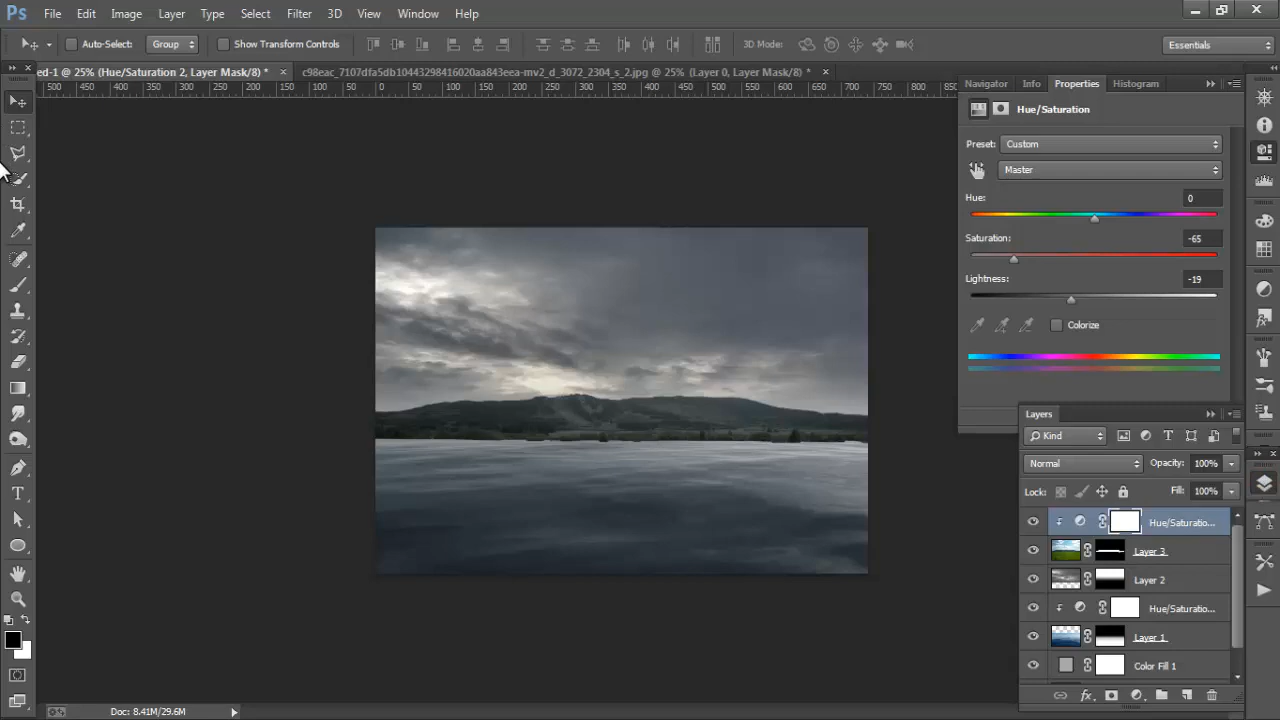 Ps File Edit Image Layer Type Select Filter 3D View Window Help
Auto-Select: Group Show Transform Controls 3D Mode: Essentials
ed-1 @ 25% (Hue/Saturation 2, Layer Mask/8) * × c98eac_7107dfa5db10443298416020aa843eea-mv2_d_3072_2304_s_2.jpg @ 25% (Layer 0, Layer Mask/8) * ×
500 450 400 350 300 250 200 150 100 50 0 50 100 150 200 250 300 350 400 450 500 550 600 650 700 750 800 850
Navigator Info Properties Histogram
Hue/Saturation
Preset: Custom
Master
Hue: 0
Saturation: -65
Lightness: -19
Colorize
Layers
Kind
Normal Opacity: 100%
Lock: Fill: 100%
Hue/Saturatio...
Layer 3
Layer 2
Hue/Saturatio...
Layer 1
Color Fill 1
fx
Doc: 8.41M/29.6M